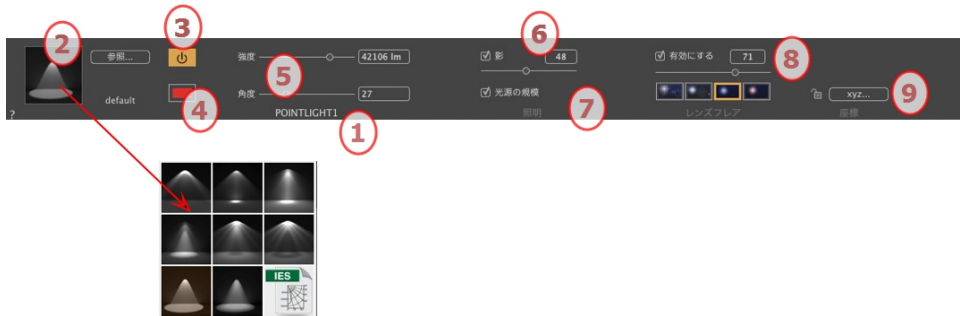 2
3
6
参照...
強度
42106 lm
影
48
有効にする
71
8
5
default
4
角度
27
光源の規模
7
xyz...
9
?
POINTLIGHT1
1
照明
レンズフレア
座標
IES